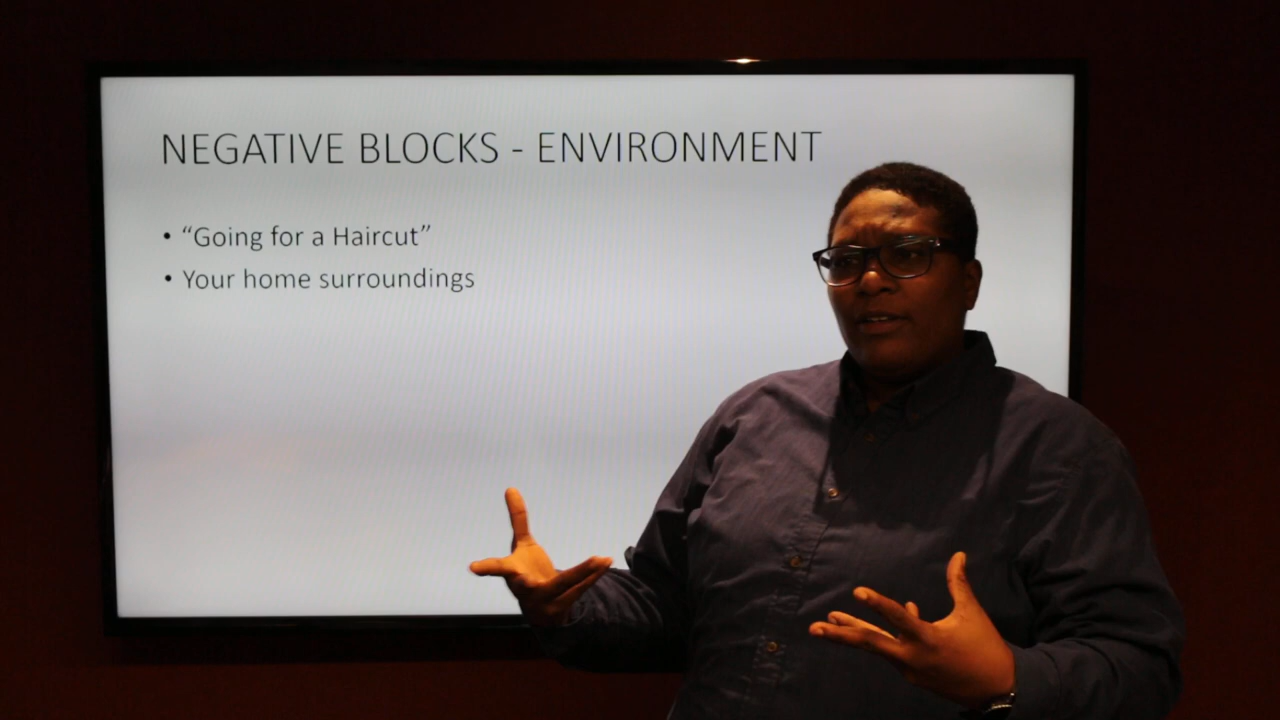 NEGATIVE BLOCKS - ENVIRONMENT
• “Going for a Haircut”
• Your home surroundings